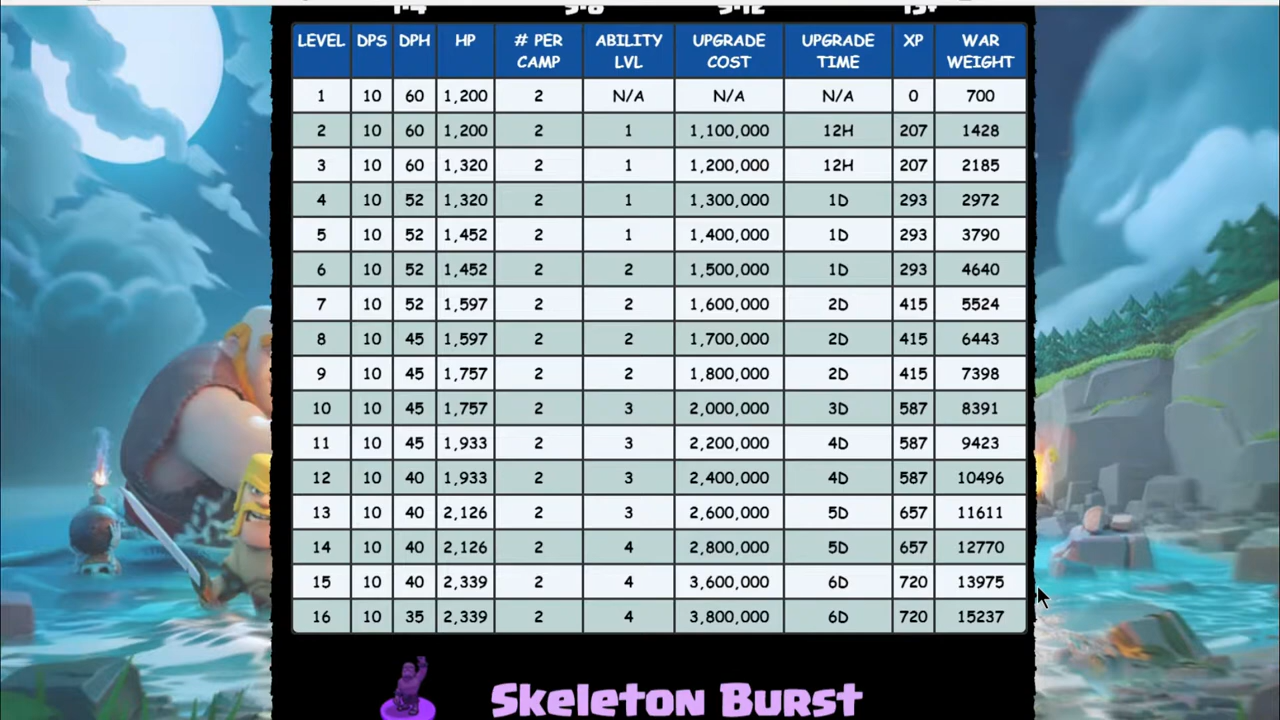 LEVEL DPS DPH HP # PER CAMP ABILITY LVL UPGRADE COST UPGRADE TIME XP WAR WEIGHT
1 10 60 1,200 2 N/A N/A N/A 0 700
2 10 60 1,200 2 1 1,100,000 12H 207 1428
3 10 60 1,320 2 1 1,200,000 12H 207 2185
4 10 52 1,320 2 1 1,300,000 1D 293 2972
5 10 52 1,452 2 1 1,400,000 1D 293 3790
6 10 52 1,452 2 2 1,500,000 1D 293 4640
7 10 52 1,597 2 2 1,600,000 2D 415 5524
8 10 45 1,597 2 2 1,700,000 2D 415 6443
9 10 45 1,757 2 2 1,800,000 2D 415 7398
10 10 45 1,757 2 3 2,000,000 3D 587 8391
11 10 45 1,933 2 3 2,200,000 4D 587 9423
12 10 40 1,933 2 3 2,400,000 4D 587 10496
13 10 40 2,126 2 3 2,600,000 5D 657 11611
14 10 40 2,126 2 4 2,800,000 5D 657 12770
15 10 40 2,339 2 4 3,600,000 6D 720 13975
16 10 35 2,339 2 4 3,800,000 6D 720 15237
Skeleton Burst